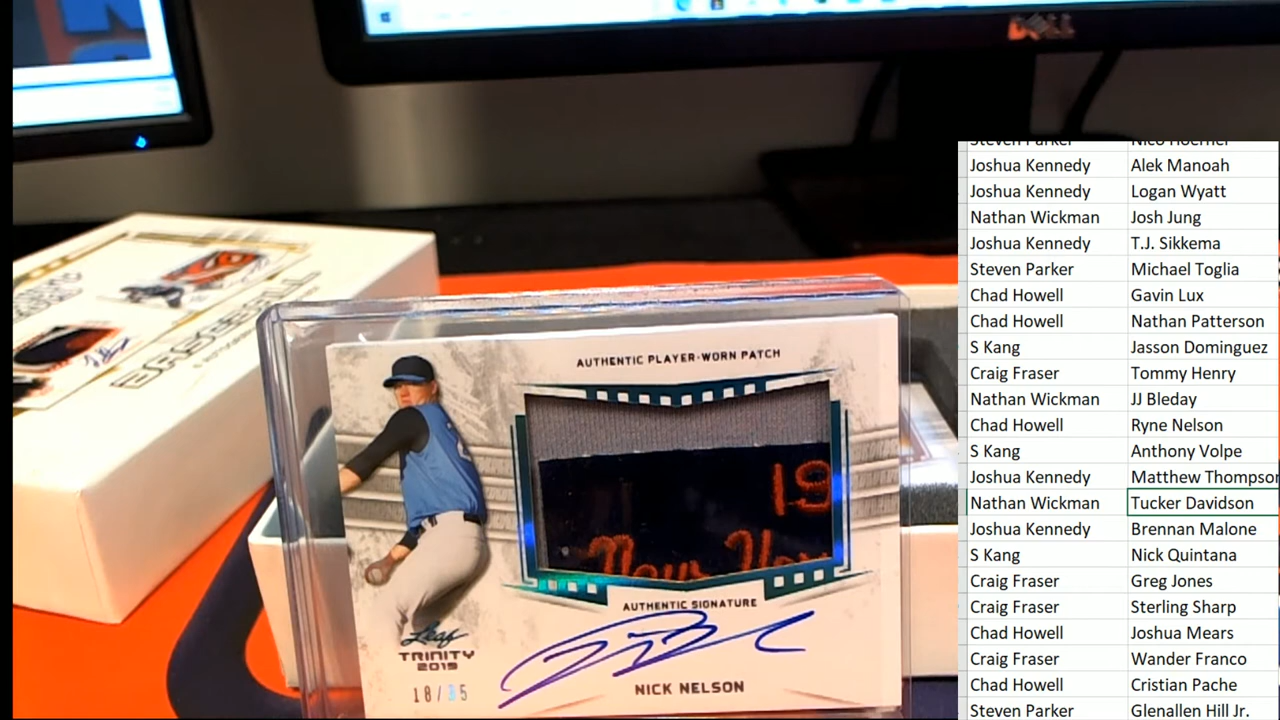 DELL
Joshua Kennedy Alek Manoah
Joshua Kennedy Logan Wyatt
Nathan Wickman Josh Jung
Joshua Kennedy T.J. Sikkema
Steven Parker Michael Toglia
Chad Howell Gavin Lux
Chad Howell Nathan Patterson
S Kang Jasson Dominguez
Craig Fraser Tommy Henry
Nathan Wickman JJ Bleday
Chad Howell Ryne Nelson
S Kang Anthony Volpe
Joshua Kennedy Matthew Thompson
Nathan Wickman Tucker Davidson
Joshua Kennedy Brennan Malone
S Kang Nick Quintana
Craig Fraser Greg Jones
Craig Fraser Sterling Sharp
Chad Howell Joshua Mears
Craig Fraser Wander Franco
Chad Howell Cristian Pache
Steven Parker Glenallen Hill Jr.
BASEBALL
AUTHENTIC PLAYER-WORN PATCH
19
AUTHENTIC SIGNATURE
Leaf
TRINITY
2019
18/35
NICK NELSON